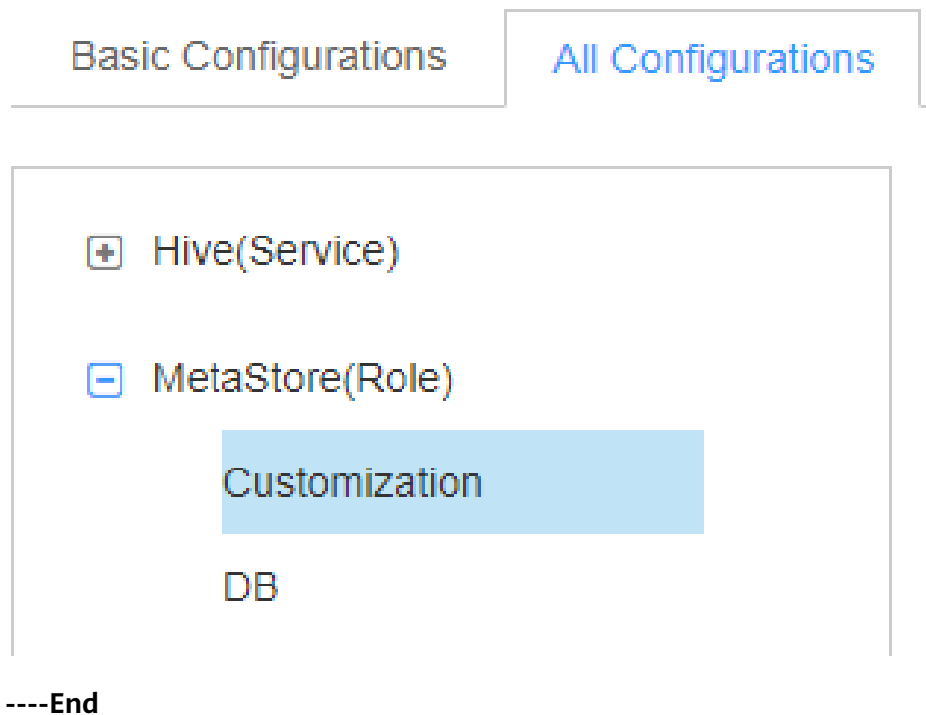 Basic Configurations All Configurations
Hive(Service)
MetaStore(Role)
Customization
DB
----End